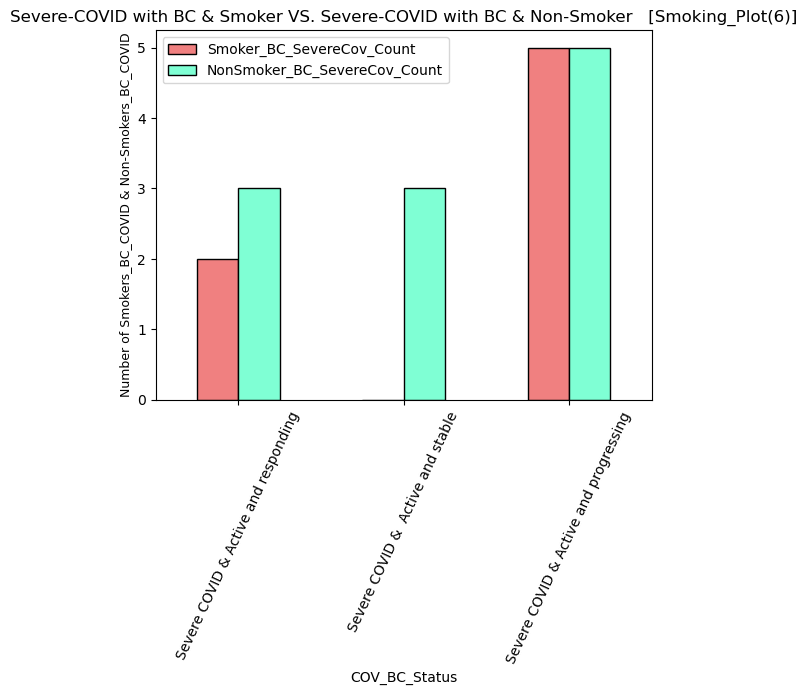 Severe-COVID with BC & Smoker VS. Severe-COVID with BC & Non-Smoker   [Smoking_Plot(6)]
Smoker_BC_SevereCov_Count
NonSmoker_BC_SevereCov_Count
Number of Smokers_BC_COVID & Non-Smokers_BC_COVID
5
4
3
2
1
0
Severe COVID & Active and responding
Severe COVID &  Active and stable
Severe COVID & Active and progressing
COV_BC_Status